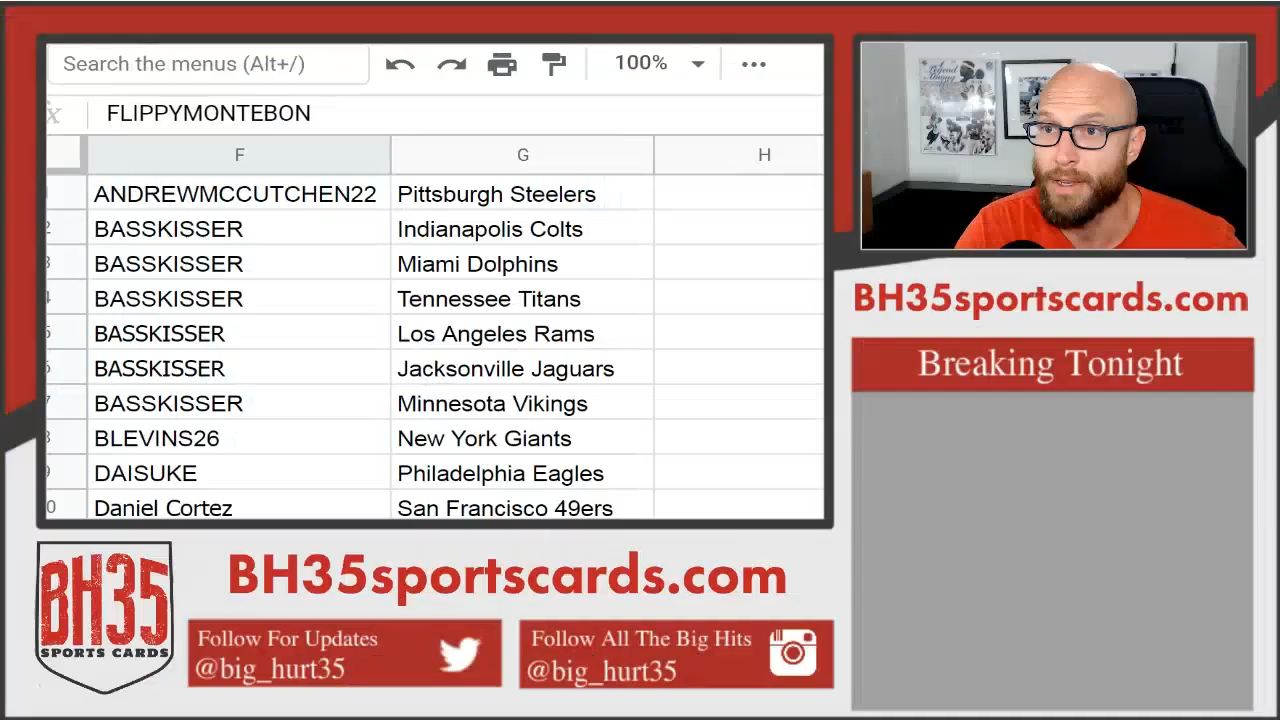 Search the menus (Alt+/)
100%
FLIPPYMONTEBON
F G H
ANDREWMCCUTCHEN22 Pittsburgh Steelers
BASSKISSER Indianapolis Colts
BASSKISSER Miami Dolphins
BASSKISSER Tennessee Titans
BASSKISSER Los Angeles Rams
BASSKISSER Jacksonville Jaguars
BASSKISSER Minnesota Vikings
BLEVINS26 New York Giants
DAISUKE Philadelphia Eagles
Daniel Cortez San Francisco 49ers
BH35sportscards.com
Breaking Tonight
BH35
SPORTS CARDS
BH35sportscards.com
Follow For Updates
@big_hurt35
Follow All The Big Hits
@big_hurt35